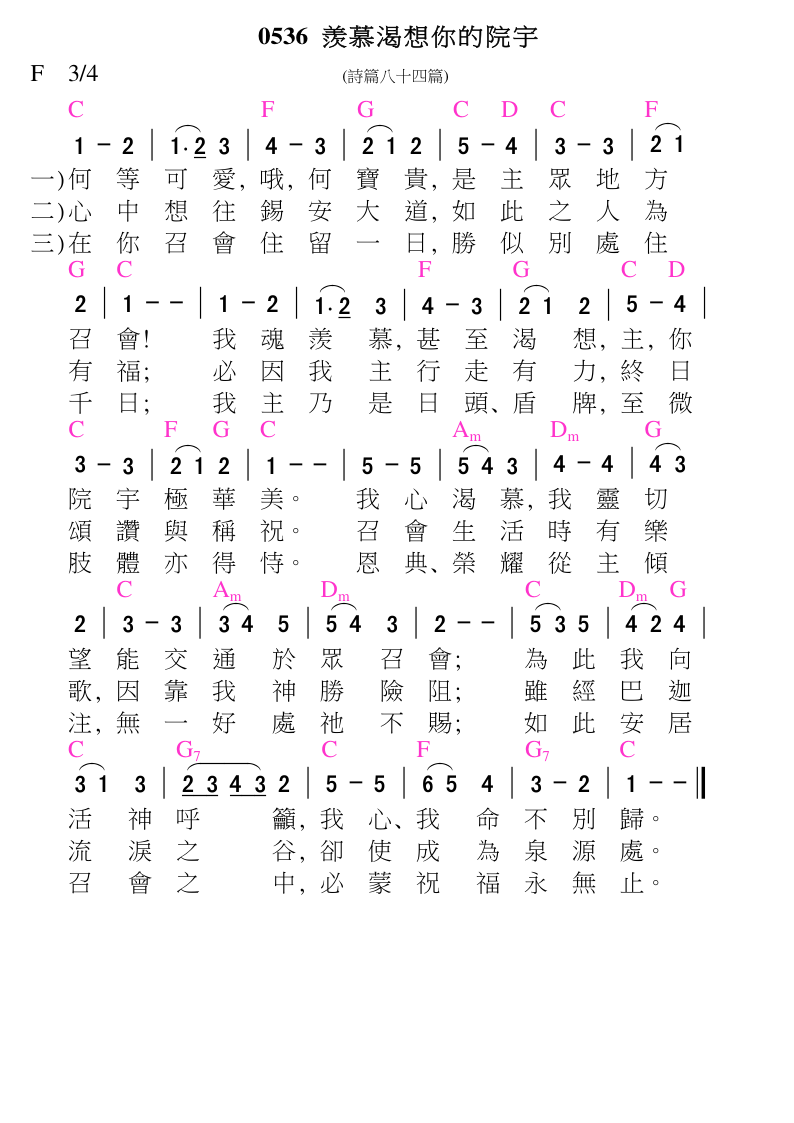 0536 羨慕渴想你的院宇
F 3/4 (詩篇八十四篇)
C F G C D C F
1 - 2 | 1· 2 3 | 4 - 3 | 2 1 2 | 5 - 4 | 3 - 3 | 2 1
一)何等可愛,哦,何寶貴,是主眾地方
二)心中想往錫安大道,如此之人為
三)在你召會住留一日,勝似別處住
G C F G C D
2 | 1 - - | 1 - 2 | 1· 2 3 | 4 - 3 | 2 1 2 | 5 - 4 |
召會! 我魂羨慕,甚至渴想,主,你
有福; 必因我主行走有力,終日
千日; 我主乃是日頭、盾牌,至微
C F G C Am Dm G
3 - 3 | 2 1 2 | 1 - - | 5 - 5 | 5 4 3 | 4 - 4 | 4 3
院宇極華美。 我心渴慕,我靈切
頌讚與稱祝。 召會生活時有樂
肢體亦得恃。 恩典、榮耀從主傾
C Am Dm C Dm G
2 | 3 - 3 | 3 4 5 | 5 4 3 | 2 - - | 5 3 5 | 4 2 4 |
望能交通於眾召會; 為此我向
歌,因靠我神勝險阻; 雖經巴迦
注,無一好處祂不賜; 如此安居
C G7 C F G7 C
3 1 3 | 2 3 4 3 2 | 5 - 5 | 6 5 4 | 3 - 2 | 1 - - ||
活神呼籲,我心、我命不別歸。
流淚之谷,卻使成為泉源處。
召會之中,必蒙祝福永無止。